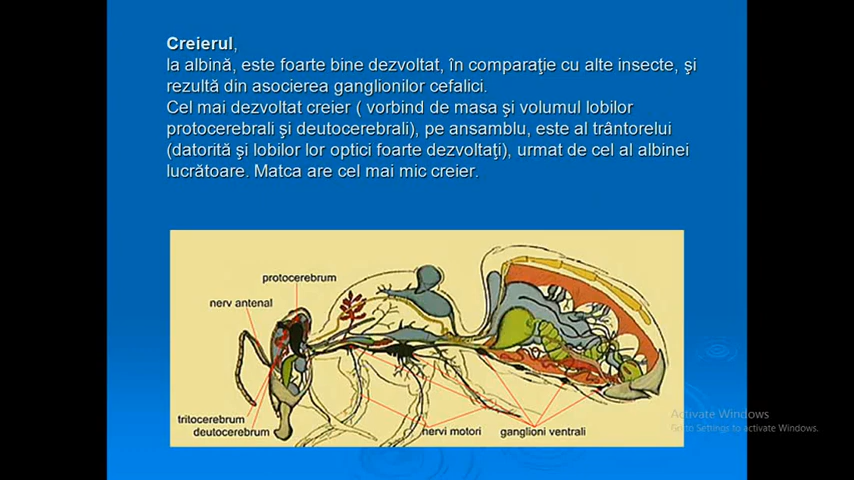 Creierul,
la albină, este foarte bine dezvoltat, în comparaţie cu alte insecte, şi
rezultă din asocierea ganglionilor cefalici.
Cel mai dezvoltat creier ( vorbind de masa şi volumul lobilor
protocerebrali şi deutocerebrali), pe ansamblu, este al trântorelui
(datorită şi lobilor lor optici foarte dezvoltaţi), urmat de cel al albinei
lucrătoare. Matca are cel mai mic creier.
protocerebrum
nerv antenal
tritocerebrum
deutocerebrum
nervi motori
ganglioni ventrali
Activate Windows
Go to Settings to activate Windows.